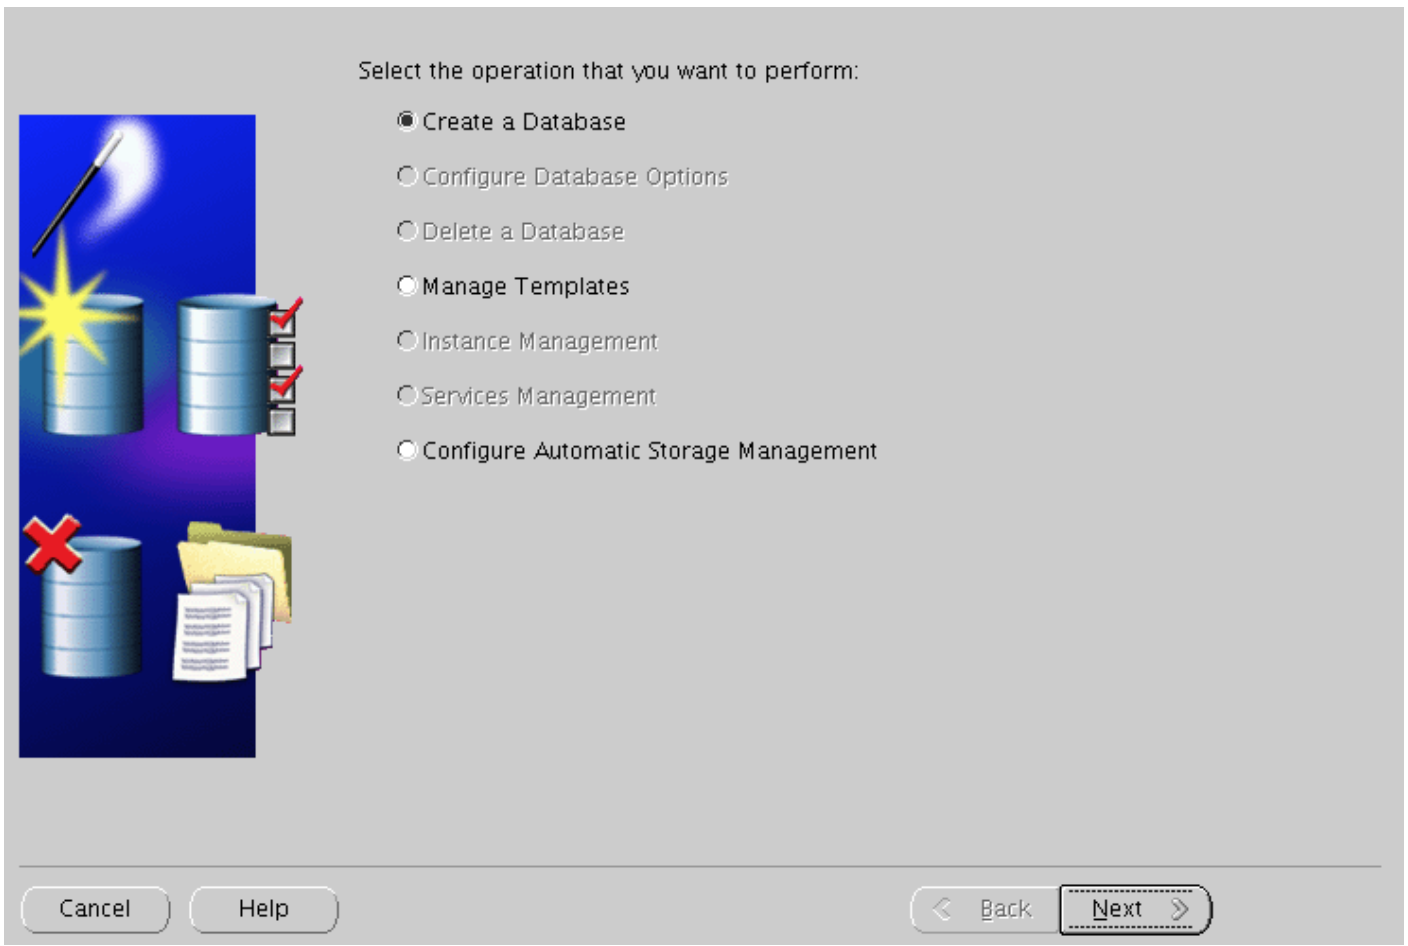 Select the operation that you want to perform:
Create a Database
Configure Database Options
Delete a Database
Manage Templates
Instance Management
Services Management
Configure Automatic Storage Management
Cancel
Help
Back
Next